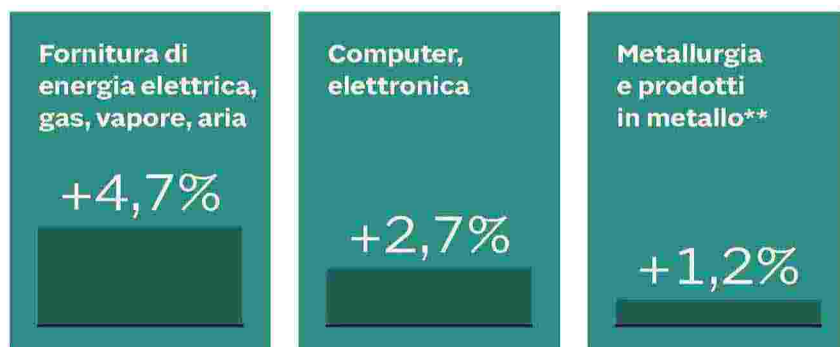 Fornitura di
energia elettrica,
gas, vapore, aria
+4,7%
Computer,
elettronica
+2,7%
Metallurgia
e prodotti
in metallo**
+1,2%